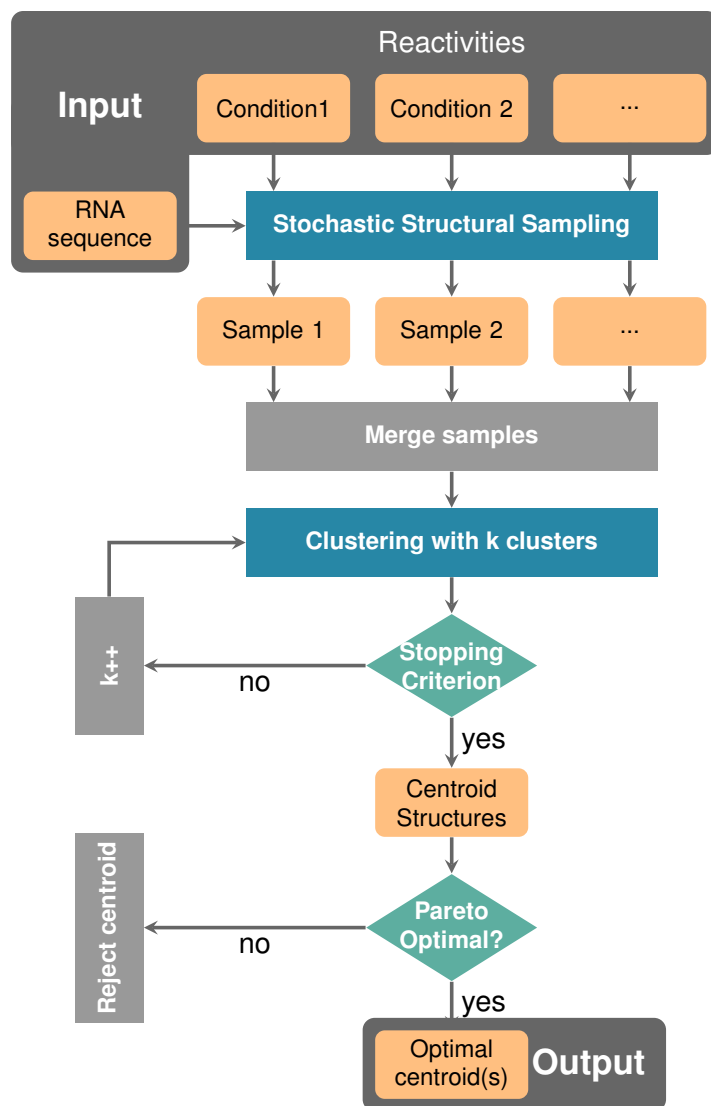 Reactivities
Input
Condition1
Condition 2
...
RNA
sequence
Stochastic Structural Sampling
Sample 1
Sample 2
...
Merge samples
Clustering with k clusters
k++
Stopping
Criterion
no
yes
Centroid
Structures
Reject centroid
Pareto
Optimal?
no
yes
Optimal
centroid(s)
Output